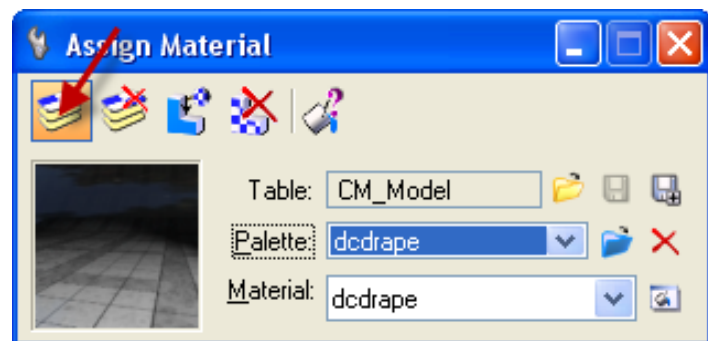 Assign Material
Table: CM_Model
Palette: dcdrape
Material: dcdrape